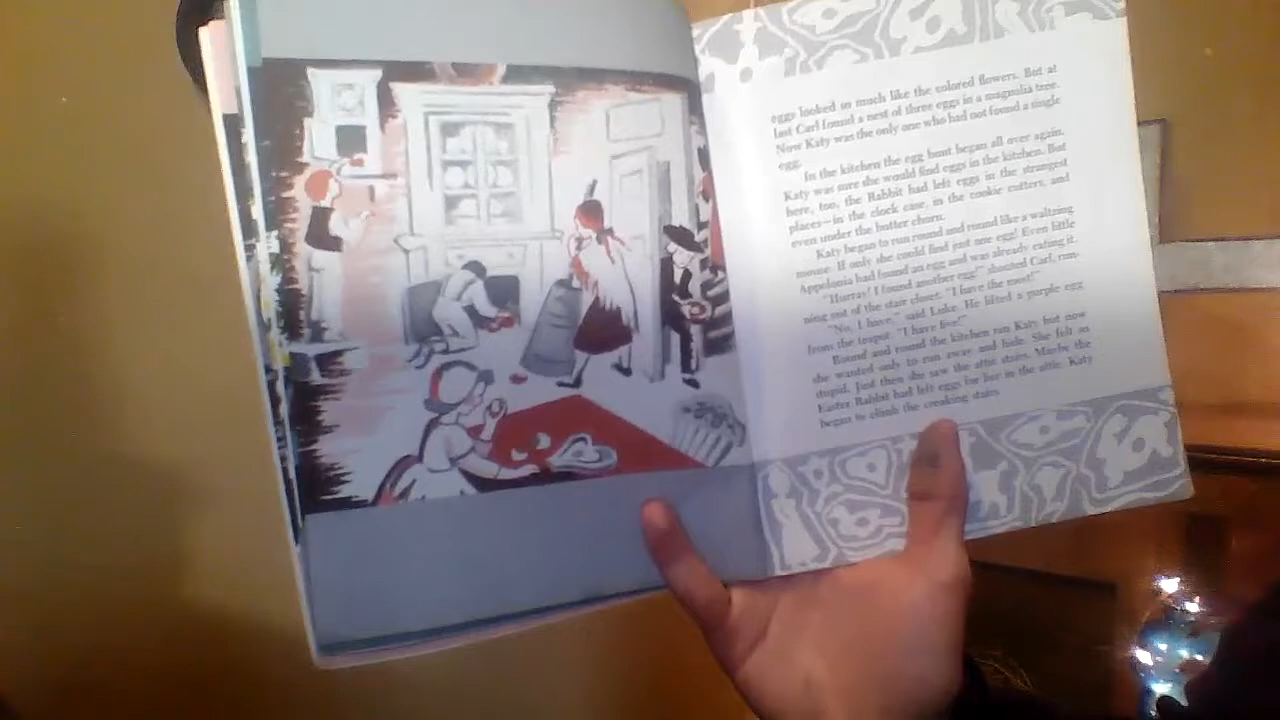 eggs looked so much like the colored flowers. But at
last Carl found a nest of three eggs in a magnolia tree.
Now Katy was the only one who had not found a single
egg.
In the kitchen the egg hunt began all over again.
Katy was sure she would find eggs in the kitchen. But
here, too, the Rabbit had left eggs in the strangest
places—in the clock case, in the cookie cutters, and
even under the butter churn.
Katy began to run round and round like a waltzing
mouse. If only she could find just one egg! Even little
Appolonia had found an egg and was already eating it.
"Hurray! I found another egg!" shouted Carl, run-
ning out of the stair closet. "I have the most!"
"No, I have," said Luke. He lifted a purple egg
from the teapot. "I have five!"
Round and round the kitchen ran Katy but now
she wanted only to run away and hide. She felt so
stupid. Just then she saw the attic stairs. Maybe the
Easter Rabbit had left eggs for her in the attic. Katy
began to climb the creaking stairs.